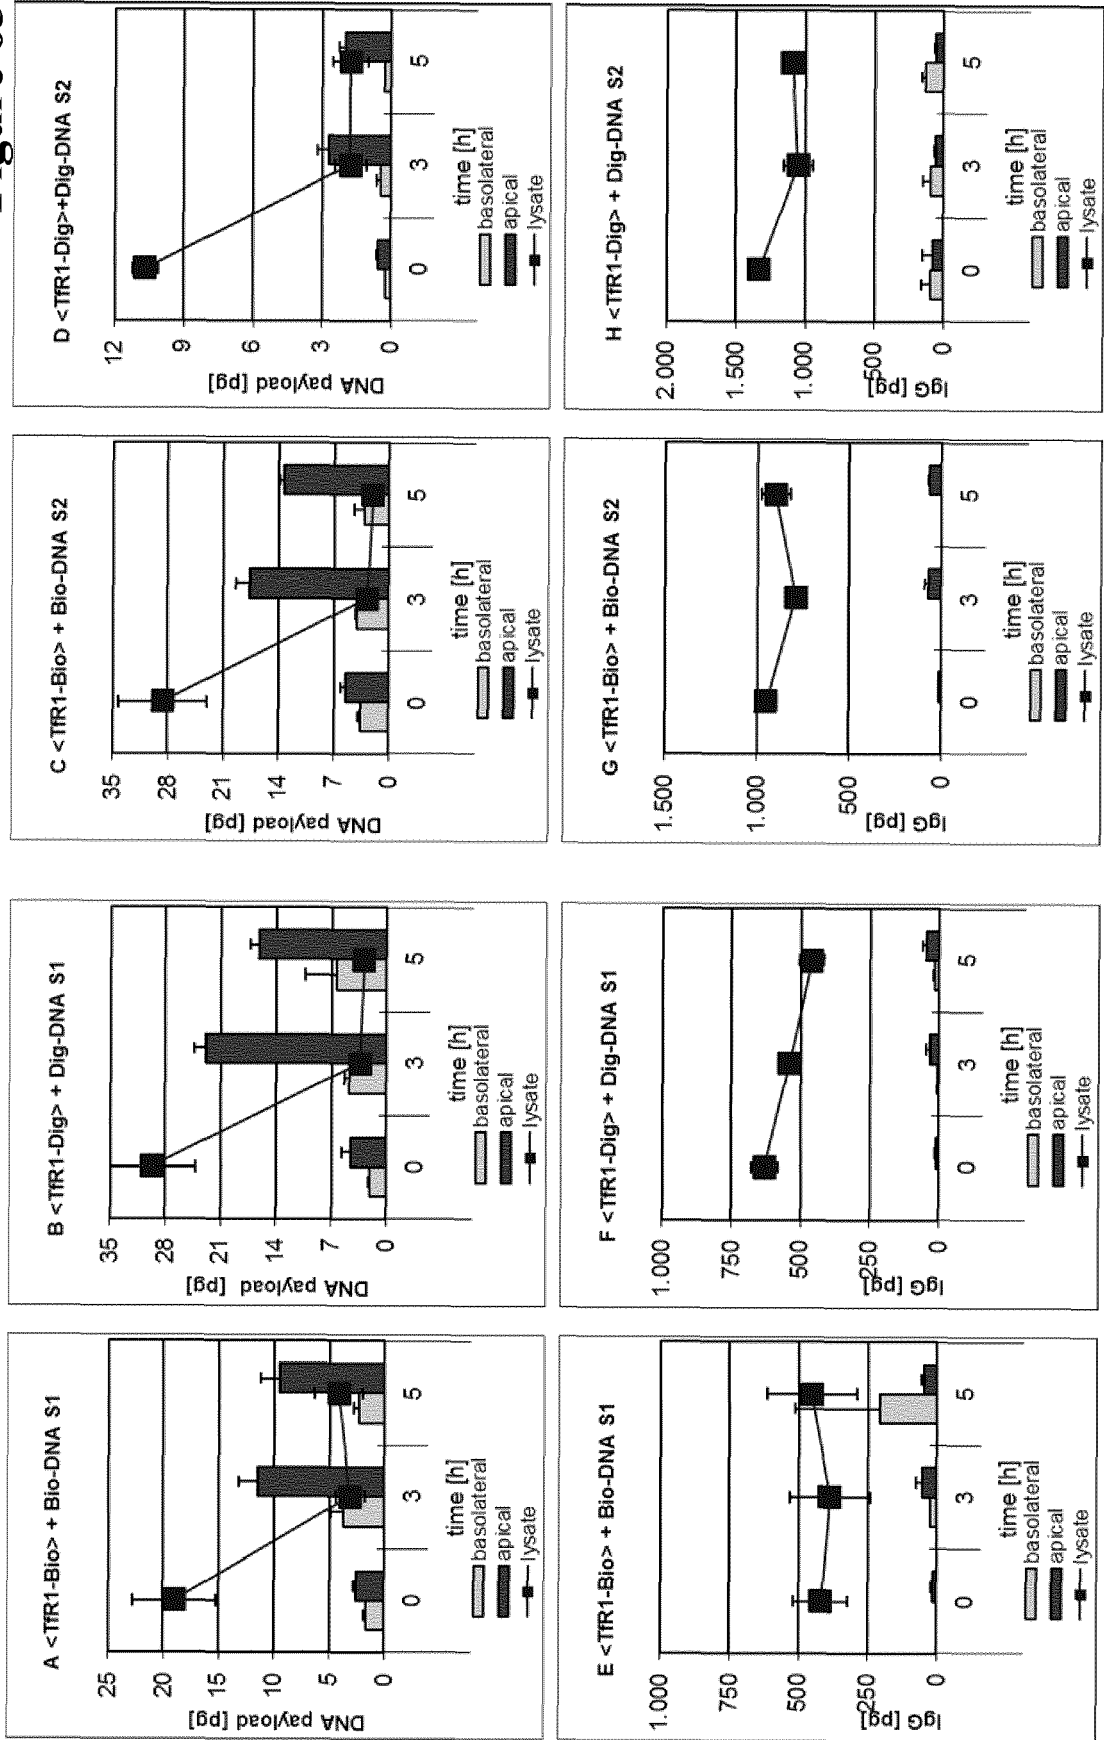 A <TfR1-Bio> + Bio-DNA S1
DNA payload [pg]
25
20
15
10
5
0
0
3
5
time [h]
basolateral
apical
lysate
B <TfR1-Dig> + Dig-DNA S1
DNA payload [pg]
35
28
21
14
7
0
0
3
5
time [h]
basolateral
apical
lysate
C <TfR1-Bio> + Bio-DNA S2
DNA payload [pg]
35
28
21
14
7
0
0
3
5
time [h]
basolateral
apical
lysate
D <TfR1-Dig>+Dig-DNA S2
DNA payload [pg]
12
9
6
3
0
0
3
5
time [h]
basolateral
apical
lysate
E <TfR1-Bio> + Bio-DNA S1
IgG [pg]
1.000
750
500
250
0
0
3
5
time [h]
basolateral
apical
lysate
F <TfR1-Dig> + Dig-DNA S1
IgG [pg]
1.000
750
500
250
0
0
3
5
time [h]
basolateral
apical
lysate
G <TfR1-Bio> + Bio-DNA S2
IgG [pg]
1.500
1.000
500
0
0
3
5
time [h]
basolateral
apical
lysate
H <TfR1-Dig> + Dig-DNA S2
IgG [pg]
2.000
1.500
1.000
500
0
0
3
5
time [h]
basolateral
apical
lysate